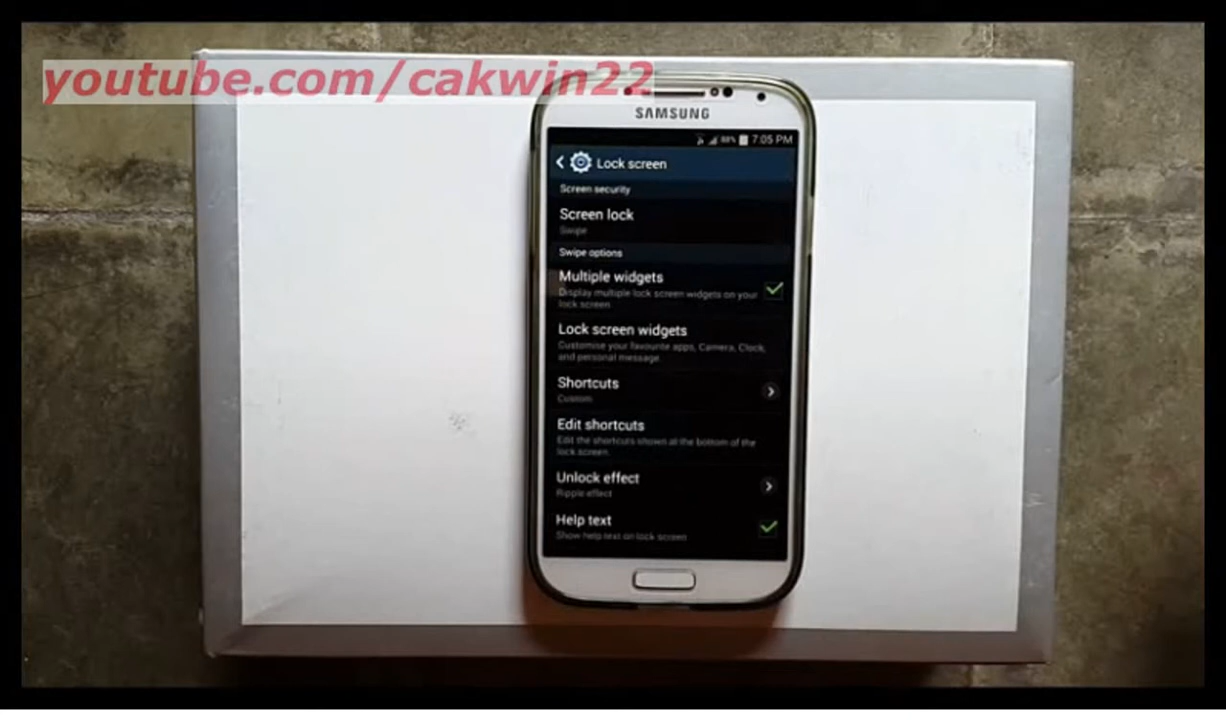 youtube.com/cakwin22
SAMSUNG
88% 7:05 PM
Lock screen
Screen security
Screen lock
Swipe
Swipe options
Multiple widgets
Display multiple lock screen widgets on your
lock screen
Lock screen widgets
Customise your favourite apps, Camera, Clock,
and personal message.
Shortcuts
Custom
Edit shortcuts
Edit the shortcuts shown at the bottom of the
lock screen.
Unlock effect
Ripple effect
Help text
Show help text on lock screen